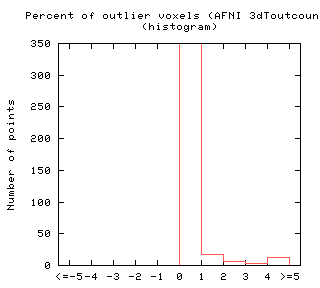 Percent of outlier voxels (AFNI 3dToutcoun
(histogram)
350
300
250
200
150
100
50
0
Number of points
<=-5 -4 -3 -2 -1 0 1 2 3 4 >=5